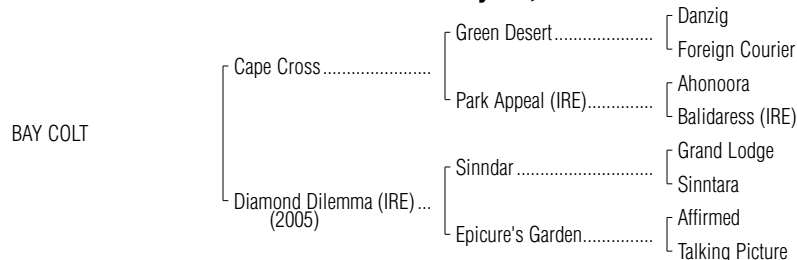 Danzig
Green Desert......................
Foreign Courier
Cape Cross........................
Ahonoora
Park Appeal (IRE)...............
Balidaress (IRE)
BAY COLT
Grand Lodge
Sinndar ..............................
Sinntara
Diamond Dilemma (IRE) ...
(2005)
Affirmed
Epicure's Garden................
Talking Picture